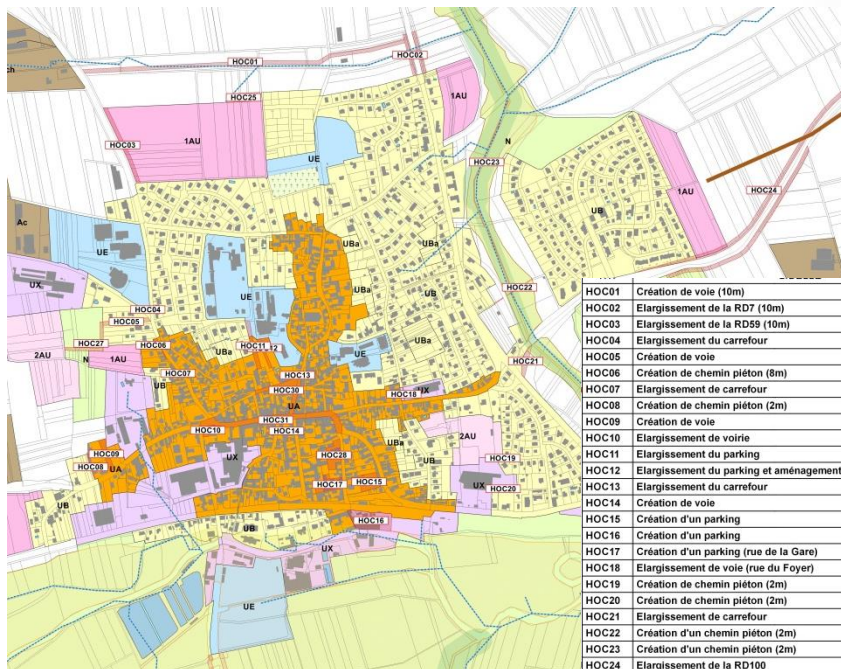 HOC01
HOC02
ch
HOC25
1AU
HOC03
1AU
UE
N
HOC23
1AU
HOC24
UB
Ac
UE
UX
UBa
UBa
UE
UBa
UB
HOC22
HOC04
HOC05
HOC06
HOC27
2AU
N
1AU
UBa
HOC11
12
UE
UBa
HOC21
HOC07
UB
HOC13
HOC30
UA
HOC18
UX
HOC10
HOC31
HOC14
HOC09
HOC08
UA
UX
HOC28
UBa
UB
2AU
HOC19
HOC17
HOC15
UX
HOC20
UB
UB
HOC16
UX
UE
HOC01 Création de voie (10m)
HOC02 Elargissement de la RD7 (10m)
HOC03 Elargissement de la RD59 (10m)
HOC04 Elargissement du carrefour
HOC05 Création de voie
HOC06 Création de chemin piéton (8m)
HOC07 Elargissement de carrefour
HOC08 Création de chemin piéton (2m)
HOC09 Création de voie
HOC10 Elargissement de voirie
HOC11 Elargissement du parking
HOC12 Elargissement du parking et aménagement
HOC13 Elargissement du carrefour
HOC14 Création de voie
HOC15 Création d'un parking
HOC16 Création d'un parking
HOC17 Création d'un parking (rue de la Gare)
HOC18 Elargissement de voie (rue du Foyer)
HOC19 Création de chemin piéton (2m)
HOC20 Création de chemin piéton (2m)
HOC21 Elargissement de carrefour
HOC22 Création d'un chemin piéton (2m)
HOC23 Création d'un chemin piéton (2m)
HOC24 Elargissement de la RD100